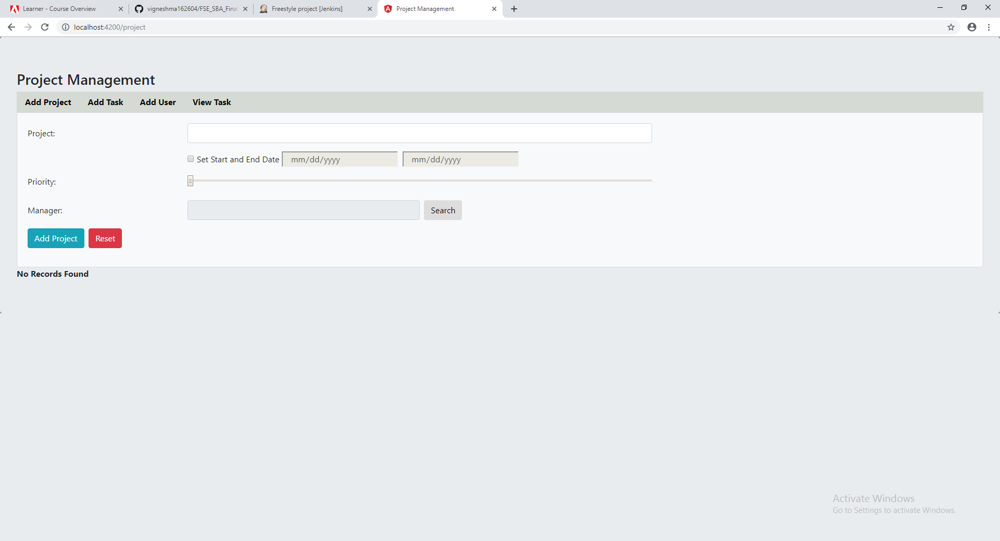 Learner - Course Overview
vigneshma162604/FSE_SBA_Fina
Freestyle project [Jenkins]
Project Management
localhost:4200/project
Project Management
Add Project Add Task Add User View Task
Project:
Set Start and End Date mm/dd/yyyy mm/dd/yyyy
Priority:
Manager: Search
Add Project Reset
No Records Found
Activate Windows
Go to Settings to activate Windows.